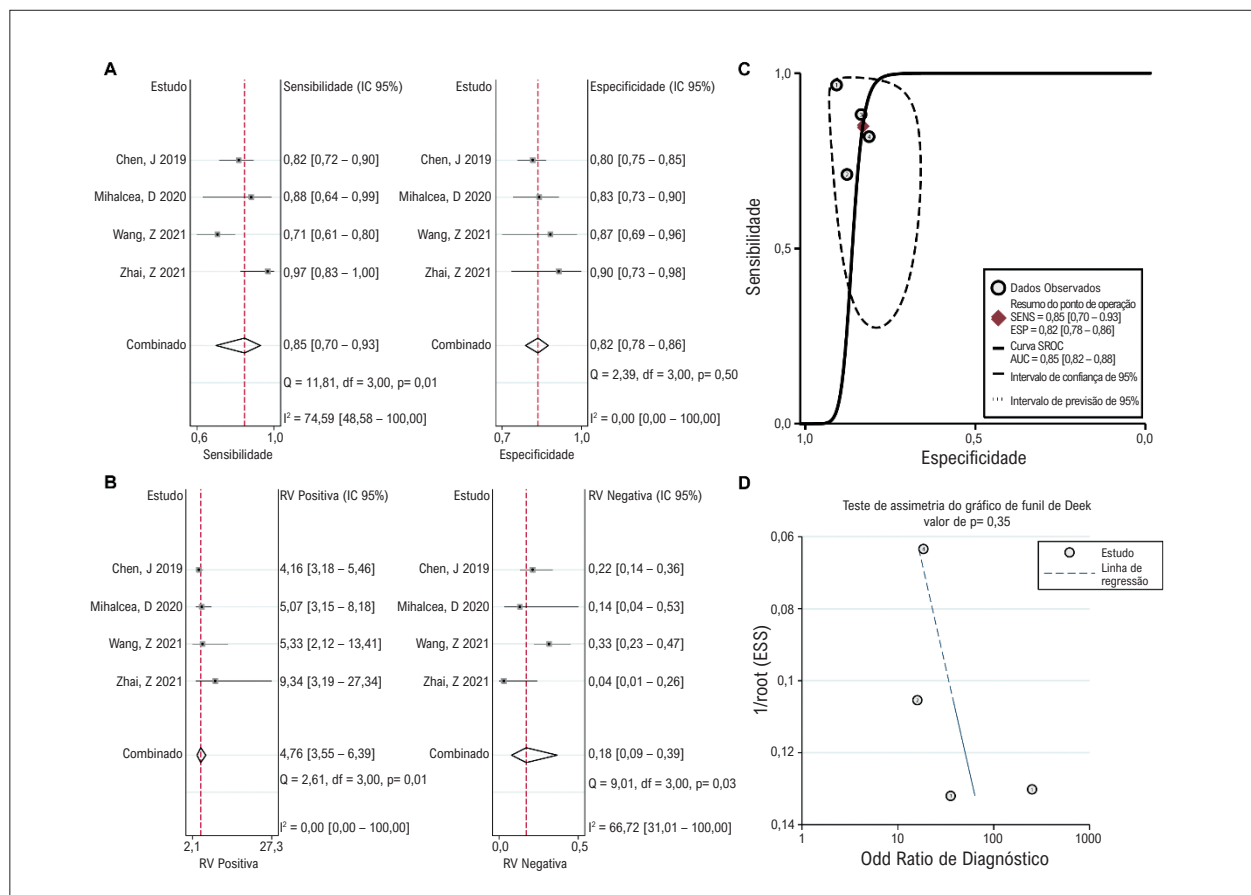 A
Estudo
Sensibilidade (IC 95%)
Chen, J 2019
0,82 [0,72 – 0,90]
Mihalcea, D 2020
0,88 [0,64 – 0,99]
Wang, Z 2021
0,71 [0,61 – 0,80]
Zhai, Z 2021
0,97 [0,83 – 1,00]
Combinado
0,85 [0,70 – 0,93]
Q = 11,81, df = 3,00, p= 0,01
I² = 74,59 [48,58 – 100,00]
0,6
1,0
Sensibilidade
Estudo
Especificidade (IC 95%)
Chen, J 2019
0,80 [0,75 – 0,85]
Mihalcea, D 2020
0,83 [0,73 – 0,90]
Wang, Z 2021
0,87 [0,69 – 0,96]
Zhai, Z 2021
0,90 [0,73 – 0,98]
Combinado
0,82 [0,78 – 0,86]
Q = 2,39, df = 3,00, p= 0,50
I² = 0,00 [0,00 – 100,00]
0,7
1,0
Especificidade
B
Estudo
RV Positiva (IC 95%)
Chen, J 2019
4,16 [3,18 – 5,46]
Mihalcea, D 2020
5,07 [3,15 – 8,18]
Wang, Z 2021
5,33 [2,12 – 13,41]
Zhai, Z 2021
9,34 [3,19 – 27,34]
Combinado
4,76 [3,55 – 6,39]
Q = 2,61, df = 3,00, p= 0,01
I² = 0,00 [0,00 – 100,00]
2,1
27,3
RV Positiva
Estudo
RV Negativa (IC 95%)
Chen, J 2019
0,22 [0,14 – 0,36]
Mihalcea, D 2020
0,14 [0,04 – 0,53]
Wang, Z 2021
0,33 [0,23 – 0,47]
Zhai, Z 2021
0,04 [0,01 – 0,26]
Combinado
0,18 [0,09 – 0,39]
Q = 9,01, df = 3,00, p= 0,03
I² = 66,72 [31,01 – 100,00]
0,0
0,5
RV Negativa
C
Sensibilidade
1,0
0,5
0,0
1,0
0,5
0,0
Especificidade
Dados Observados
Resumo do ponto de operação
SENS = 0,85 [0,70 – 0.93]
ESP = 0,82 [0,78 – 0,86]
Curva SROC
AUC = 0,85 [0,82 – 0,88]
Intervalo de confiança de 95%
Intervalo de previsão de 95%
D
Teste de assimetria do gráfico de funil de Deek
valor de p= 0,35
1/root (ESS)
0,06
0,08
0,1
0,12
0,14
1
10
100
1000
Odd Ratio de Diagnóstico
Estudo
Linha de
regressão